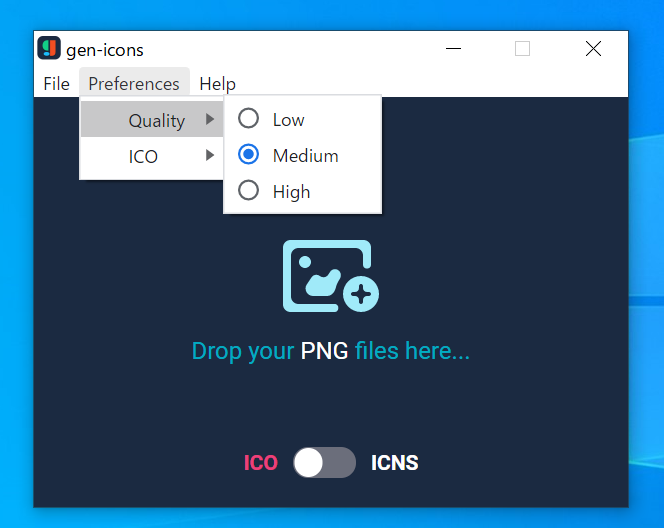 gen-icons
File Preferences Help
Quality
ICO
Low
Medium
High
Drop your PNG files here...
ICO ICNS